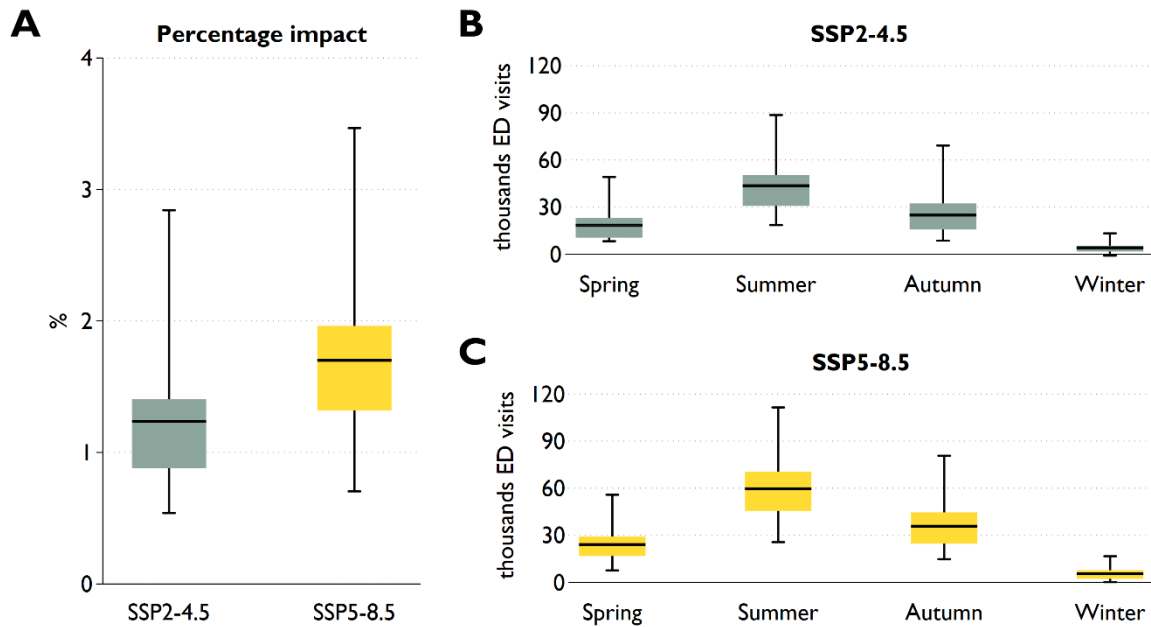 A
Percentage impact
4
3
2
1
0
%
SSP2-4.5
SSP5-8.5
B
SSP2-4.5
thousands ED visits
120
90
60
30
0
Spring
Summer
Autumn
Winter
C
SSP5-8.5
thousands ED visits
120
90
60
30
0
Spring
Summer
Autumn
Winter